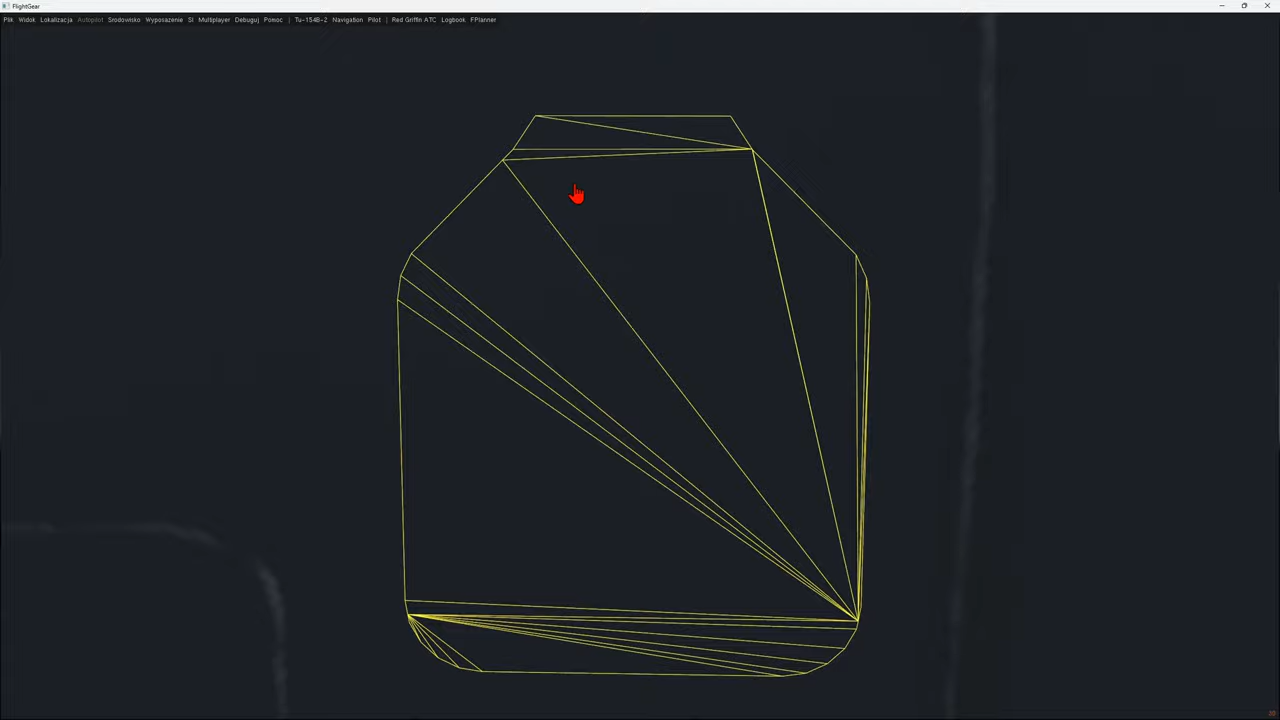 FlightGear
Plik Widok Lokalizacja Autopilot Środowisko Wyposażenie SI Multiplayer Debuguj Pomoc | Tu-154B-2 Navigation Pilot | Red Griffin ATC Logbook FPlanner